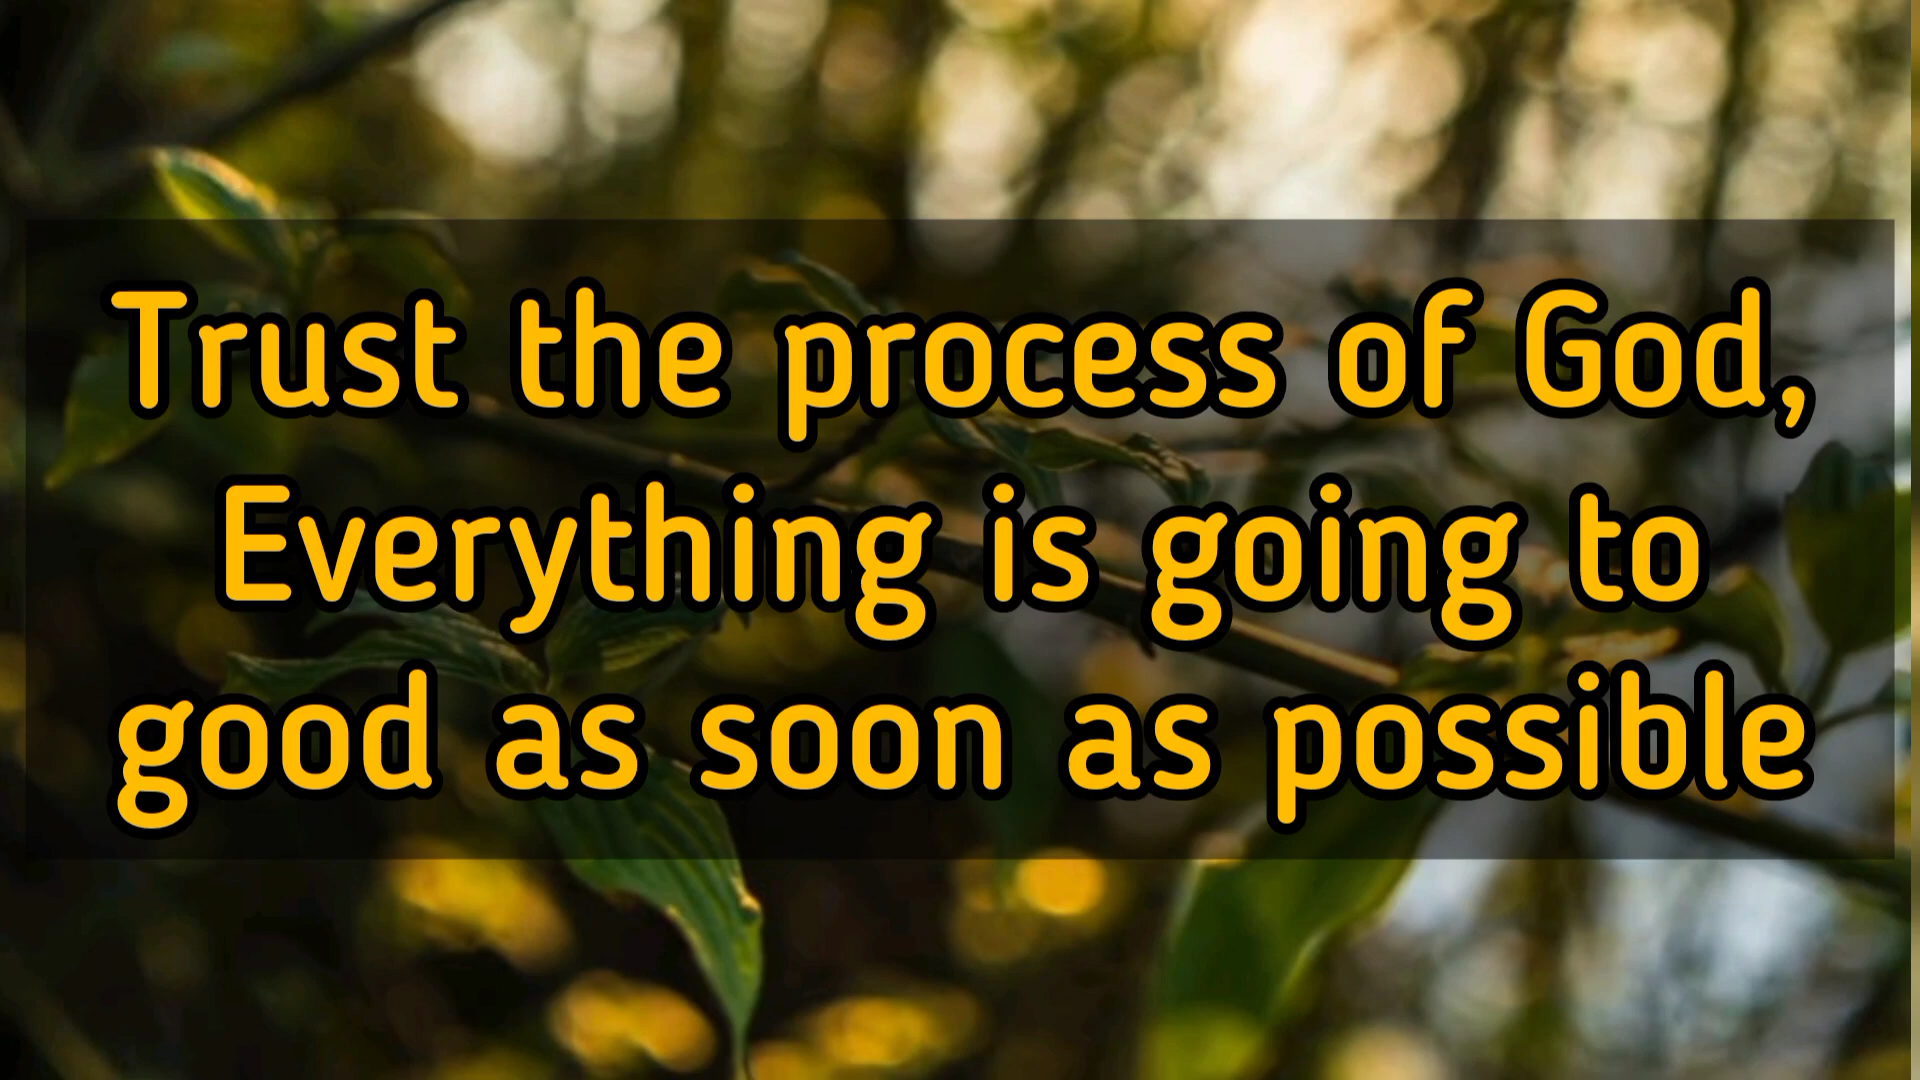 Trust the process of God,
Everything is going to
good as soon as possible